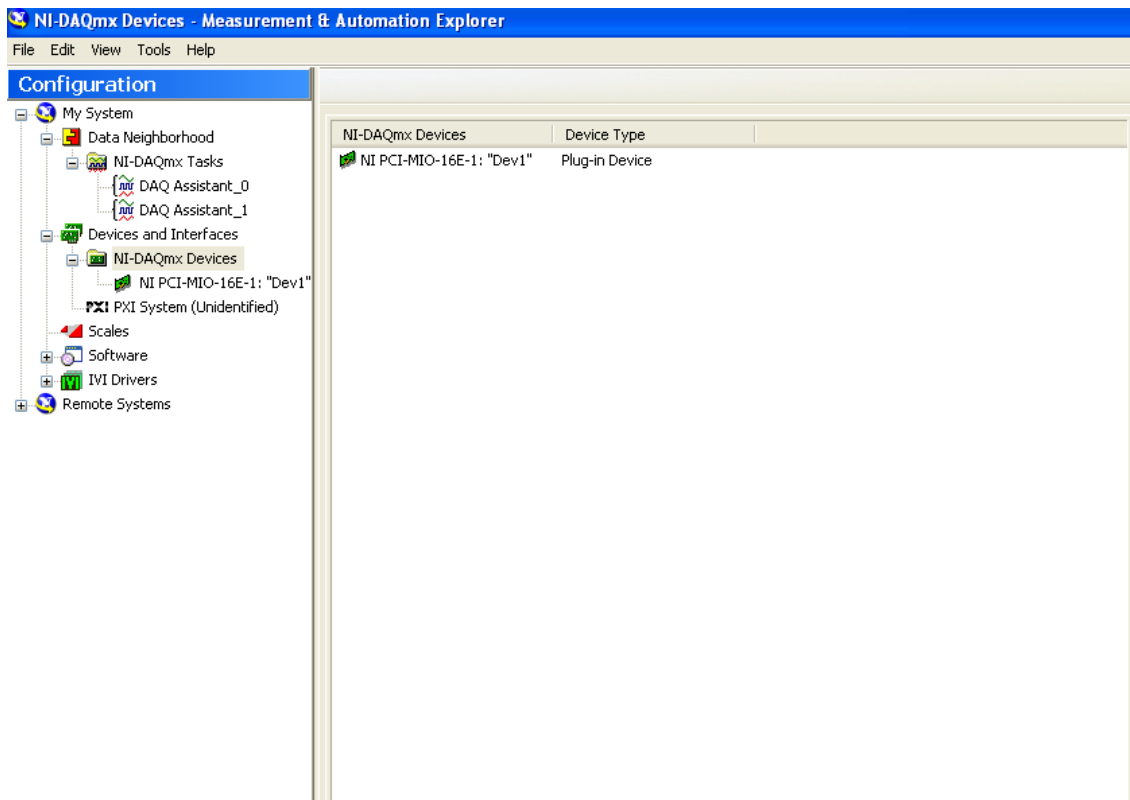 NI-DAQmx Devices - Measurement & Automation Explorer
File Edit View Tools Help
Configuration
My System
Data Neighborhood
NI-DAQmx Tasks
DAQ Assistant_0
DAQ Assistant_1
Devices and Interfaces
NI-DAQmx Devices
NI PCI-MIO-16E-1: "Dev1"
PXI PXI System (Unidentified)
Scales
Software
IVI IVI Drivers
Remote Systems
NI-DAQmx Devices Device Type
NI PCI-MIO-16E-1: "Dev1" Plug-in Device